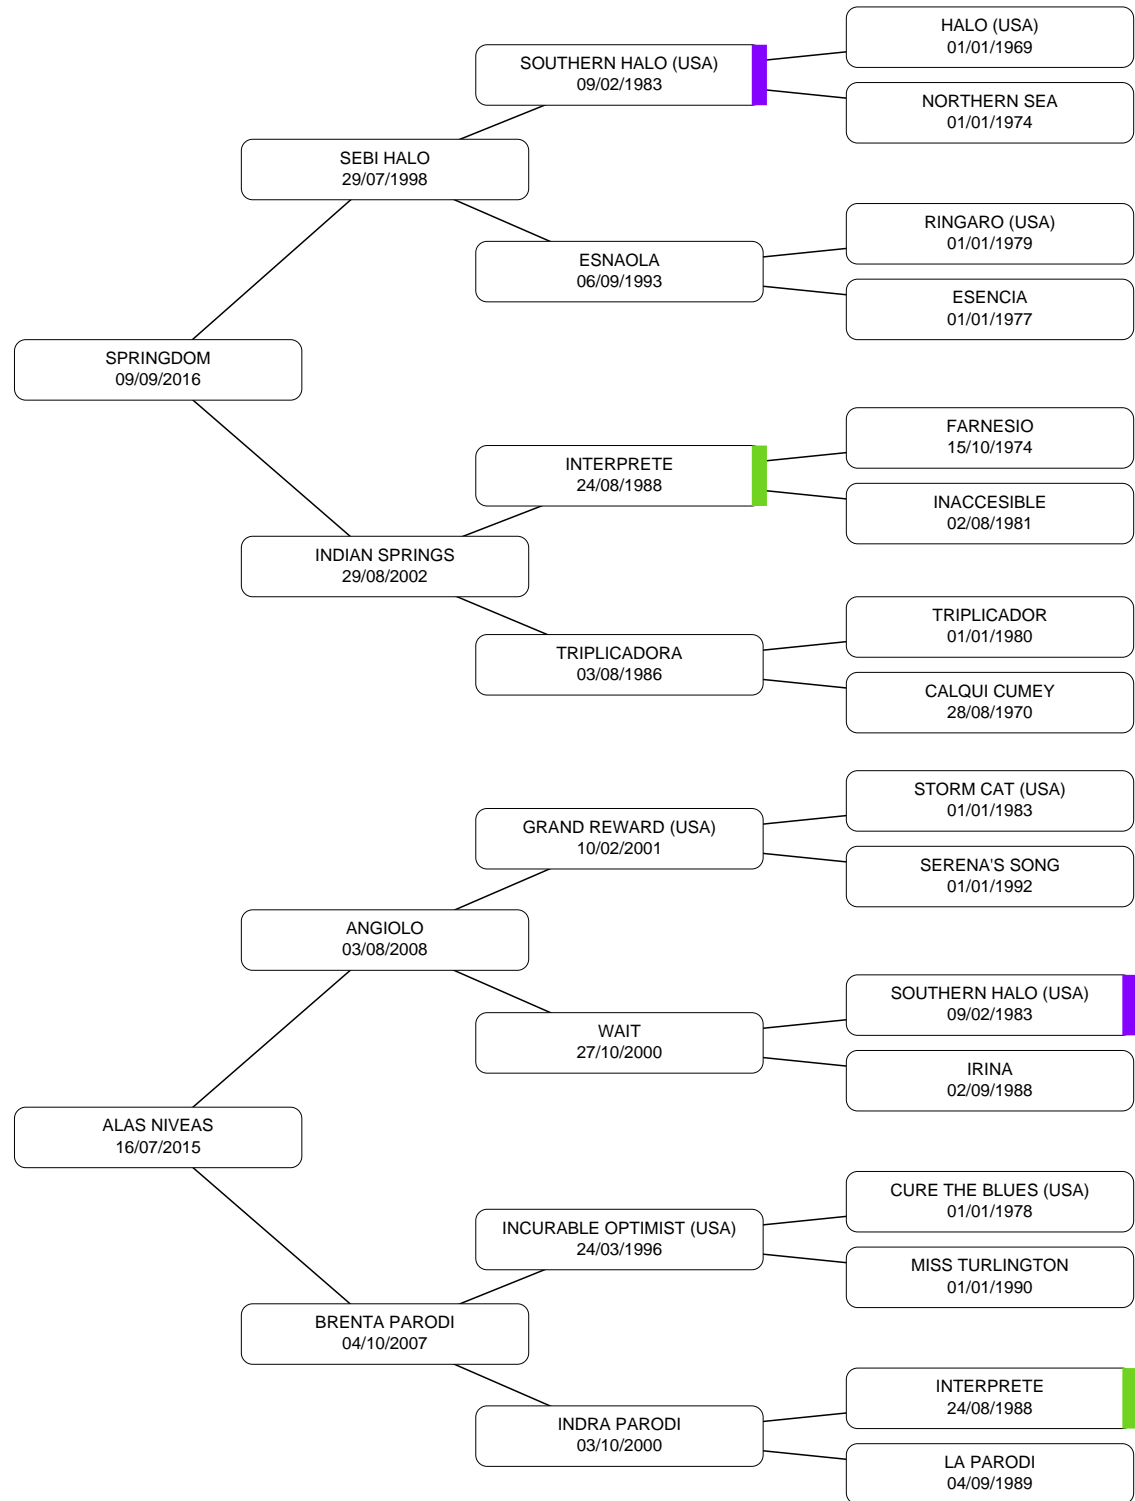 HALO (USA)
01/01/1969
SOUTHERN HALO (USA)
09/02/1983
NORTHERN SEA
01/01/1974
SEBI HALO
29/07/1998
RINGARO (USA)
01/01/1979
ESNAOLA
06/09/1993
ESENCIA
01/01/1977
SPRINGDOM
09/09/2016
FARNESIO
15/10/1974
INTERPRETE
24/08/1988
INACCESIBLE
02/08/1981
INDIAN SPRINGS
29/08/2002
TRIPLICADOR
01/01/1980
TRIPLICADORA
03/08/1986
CALQUI CUMEY
28/08/1970
STORM CAT (USA)
01/01/1983
GRAND REWARD (USA)
10/02/2001
SERENA'S SONG
01/01/1992
ANGIOLO
03/08/2008
SOUTHERN HALO (USA)
09/02/1983
WAIT
27/10/2000
IRINA
02/09/1988
ALAS NIVEAS
16/07/2015
CURE THE BLUES (USA)
01/01/1978
INCURABLE OPTIMIST (USA)
24/03/1996
MISS TURLINGTON
01/01/1990
BRENTA PARODI
04/10/2007
INTERPRETE
24/08/1988
INDRA PARODI
03/10/2000
LA PARODI
04/09/1989